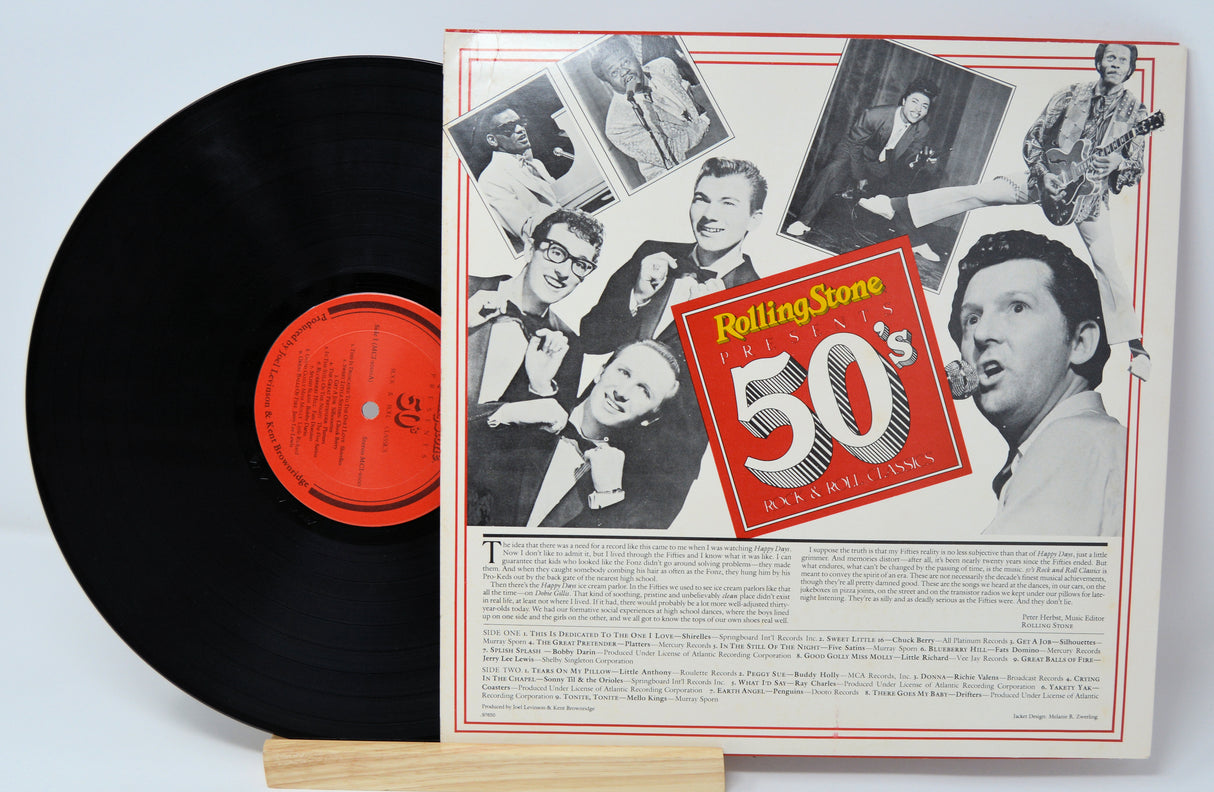 RollingStone
PRESENTS
50's
ROCK & ROLL CLASSICS
The idea that there was a need for a record like this came to me when I was watching Happy Days.
Now I don't like to admit it, but I lived through the Fifties and I know what it was like. I can
guarantee that kids who looked like the Fonz didn't go around solving problems—they made
them. And when they caught somebody combing his hair as often as the Fonz, they hung him by his
Pro-Keds out by the back gate of the nearest high school.
Then there's the Happy Days ice cream parlor. In the Fifties we used to see ice cream parlors like that
all the time—on Dobie Gillis. That kind of soothing, pristine and unbelievably clean place didn't exist
in real life, at least not where I lived. If it had, there would probably be a lot more well-adjusted thirty-
year-olds today. We had our formative social experiences at high school dances, where the boys lined
up on one side and the girls on the other, and we all got to know the tops of our own shoes real well.
I suppose the truth is that my Fifties reality is no less subjective than that of Happy Days, just a little
grimmer. And memories distort—after all, it's been nearly twenty years since the Fifties ended. But
what endures, what can't be changed by the passing of time, is the music. 50's Rock and Roll Classics is
meant to convey the spirit of an era. These are not necessarily the decade's finest musical achievements,
though they're all pretty damned good. These are the songs we heard at the dances, in our cars, on the
jukeboxes in pizza joints, on the street and on the transistor radios we kept under our pillows for late-
night listening. They're as silly and as deadly serious as the Fifties were. And they don't lie.
Peter Herbst, Music Editor
ROLLING STONE
SIDE ONE 1. THIS IS DEDICATED TO THE ONE I LOVE—Shirelles—Springboard Int'l Records Inc. 2. SWEET LITTLE 16—Chuck Berry—All Platinum Records 3. GET A JOB—Silhouettes—
Murray Sporn 4. THE GREAT PRETENDER—Platters—Mercury Records 5. IN THE STILL OF THE NIGHT—Five Satins—Murray Sporn 6. BLUEBERRY HILL—Fats Domino—Mercury Records
7. SPLISH SPLASH—Bobby Darin—Produced Under License of Atlantic Recording Corporation 8. GOOD GOLLY MISS MOLLY—Little Richard—Vee Jay Records 9. GREAT BALLS OF FIRE—
Jerry Lee Lewis—Shelby Singleton Corporation
SIDE TWO 1. TEARS ON MY PILLOW—Little Anthony—Roulette Records 2. PEGGY SUE—Buddy Holly—MCA Records, Inc. 3. DONNA—Richie Valens—Broadcast Records 4. CRYING
IN THE CHAPEL—Sonny Til & the Orioles—Springboard Int'l Records, Inc. 5. WHAT I'D SAY—Ray Charles—Produced Under License of Atlantic Recording Corporation 6. YAKETY YAK—
Coasters—Produced Under License of Atlantic Recording Corporation 7. EARTH ANGEL—Penguins—Dooto Records 8. THERE GOES MY BABY—Drifters—Produced Under License of Atlantic
Recording Corporation 9. TONITE, TONITE—Mello Kings—Murray Sporn
Produced by Joel Levinson & Kent Brownridge
Jacket Design: Melanie R. Zwerling
Produced by Joel Levinson & Kent Brownridge
PRESENTS
50's
ROCK & ROLL CLASSICS